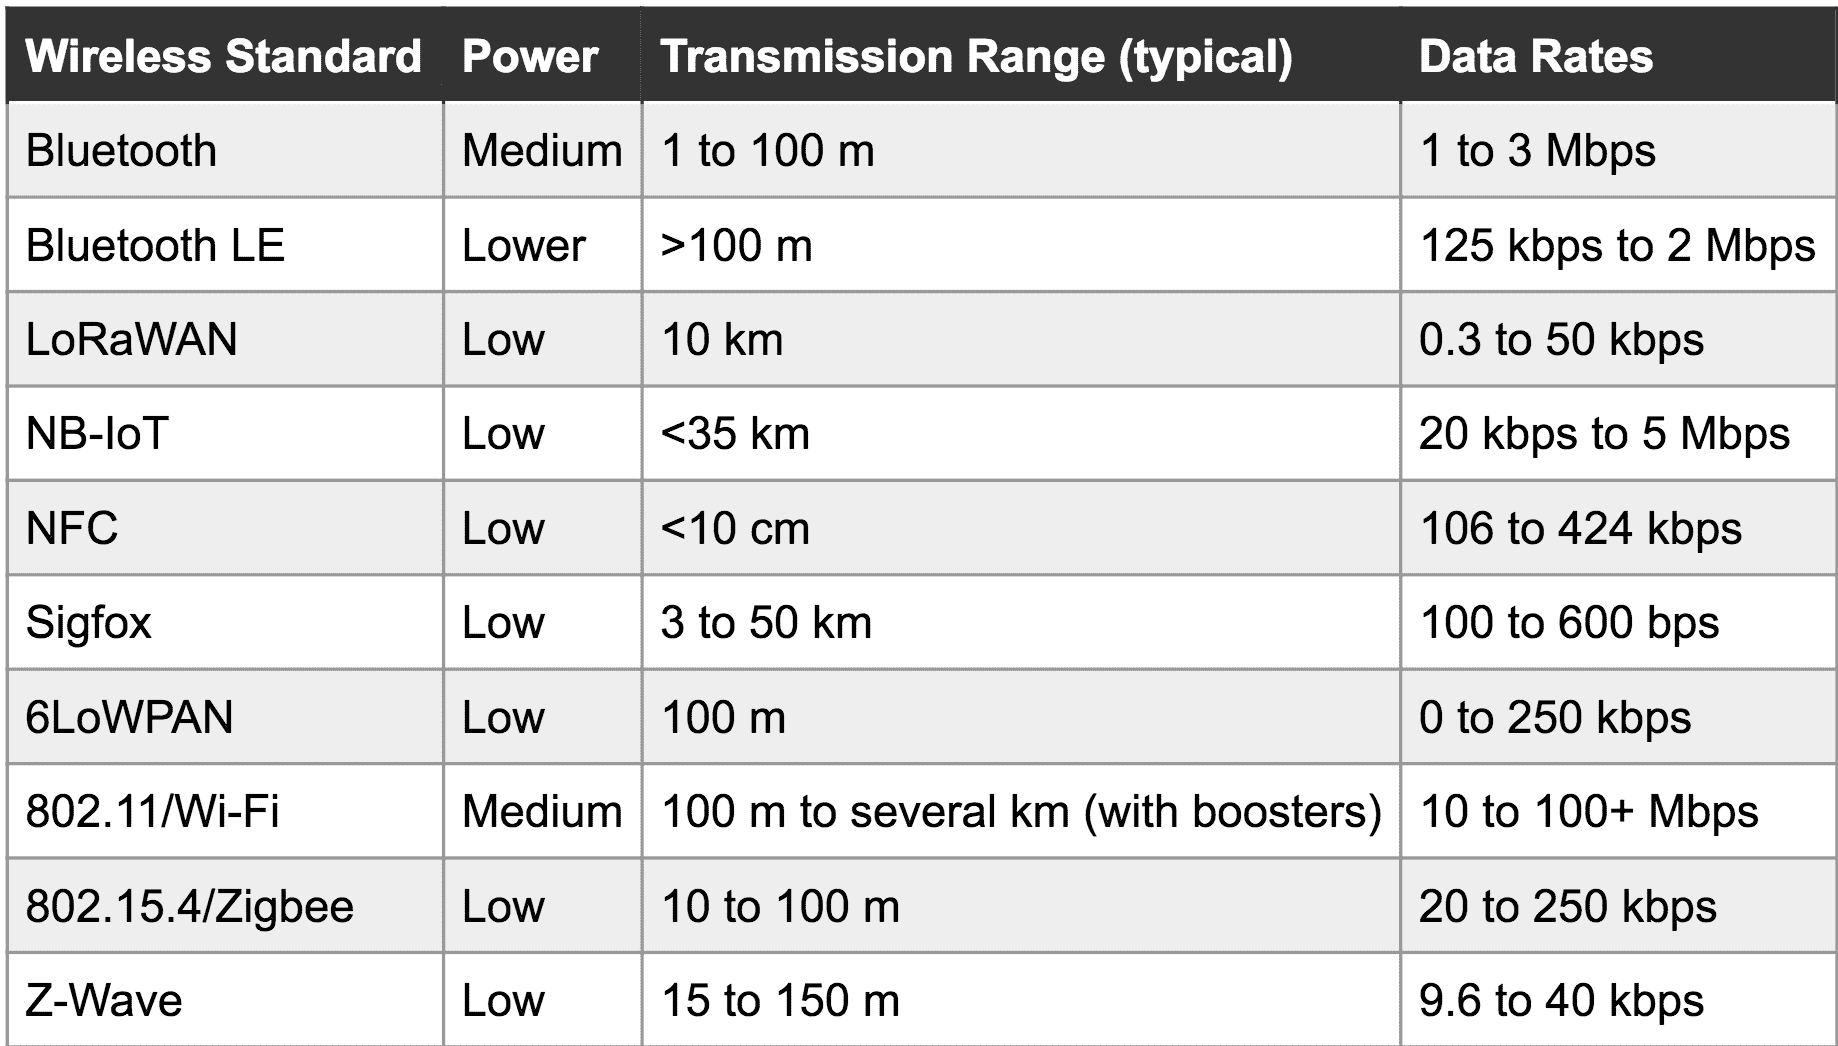 Wireless Standard Power Transmission Range (typical) Data Rates
Bluetooth Medium 1 to 100 m 1 to 3 Mbps
Bluetooth LE Lower >100 m 125 kbps to 2 Mbps
LoRaWAN Low 10 km 0.3 to 50 kbps
NB-IoT Low <35 km 20 kbps to 5 Mbps
NFC Low <10 cm 106 to 424 kbps
Sigfox Low 3 to 50 km 100 to 600 bps
6LoWPAN Low 100 m 0 to 250 kbps
802.11/Wi-Fi Medium 100 m to several km (with boosters) 10 to 100+ Mbps
802.15.4/Zigbee Low 10 to 100 m 20 to 250 kbps
Z-Wave Low 15 to 150 m 9.6 to 40 kbps